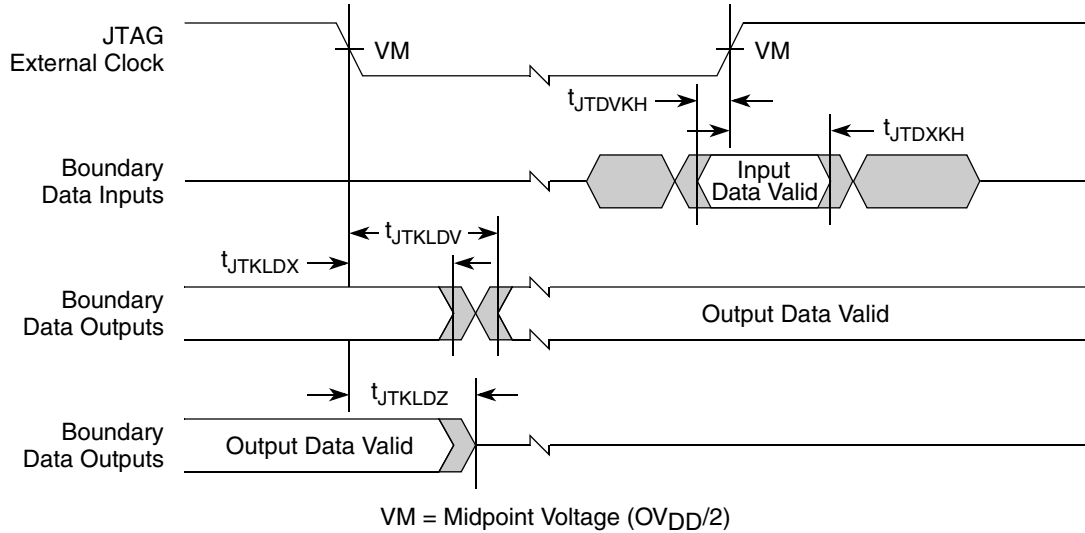 JTAG
External Clock
VM
VM
tJTDVKH
tJTDXKH
Boundary
Data Inputs
Input
Data Valid
tJTKLDV
tJTKLDX
Boundary
Data Outputs
Output Data Valid
tJTKLDZ
Boundary
Data Outputs
Output Data Valid
VM = Midpoint Voltage (OVDD/2)